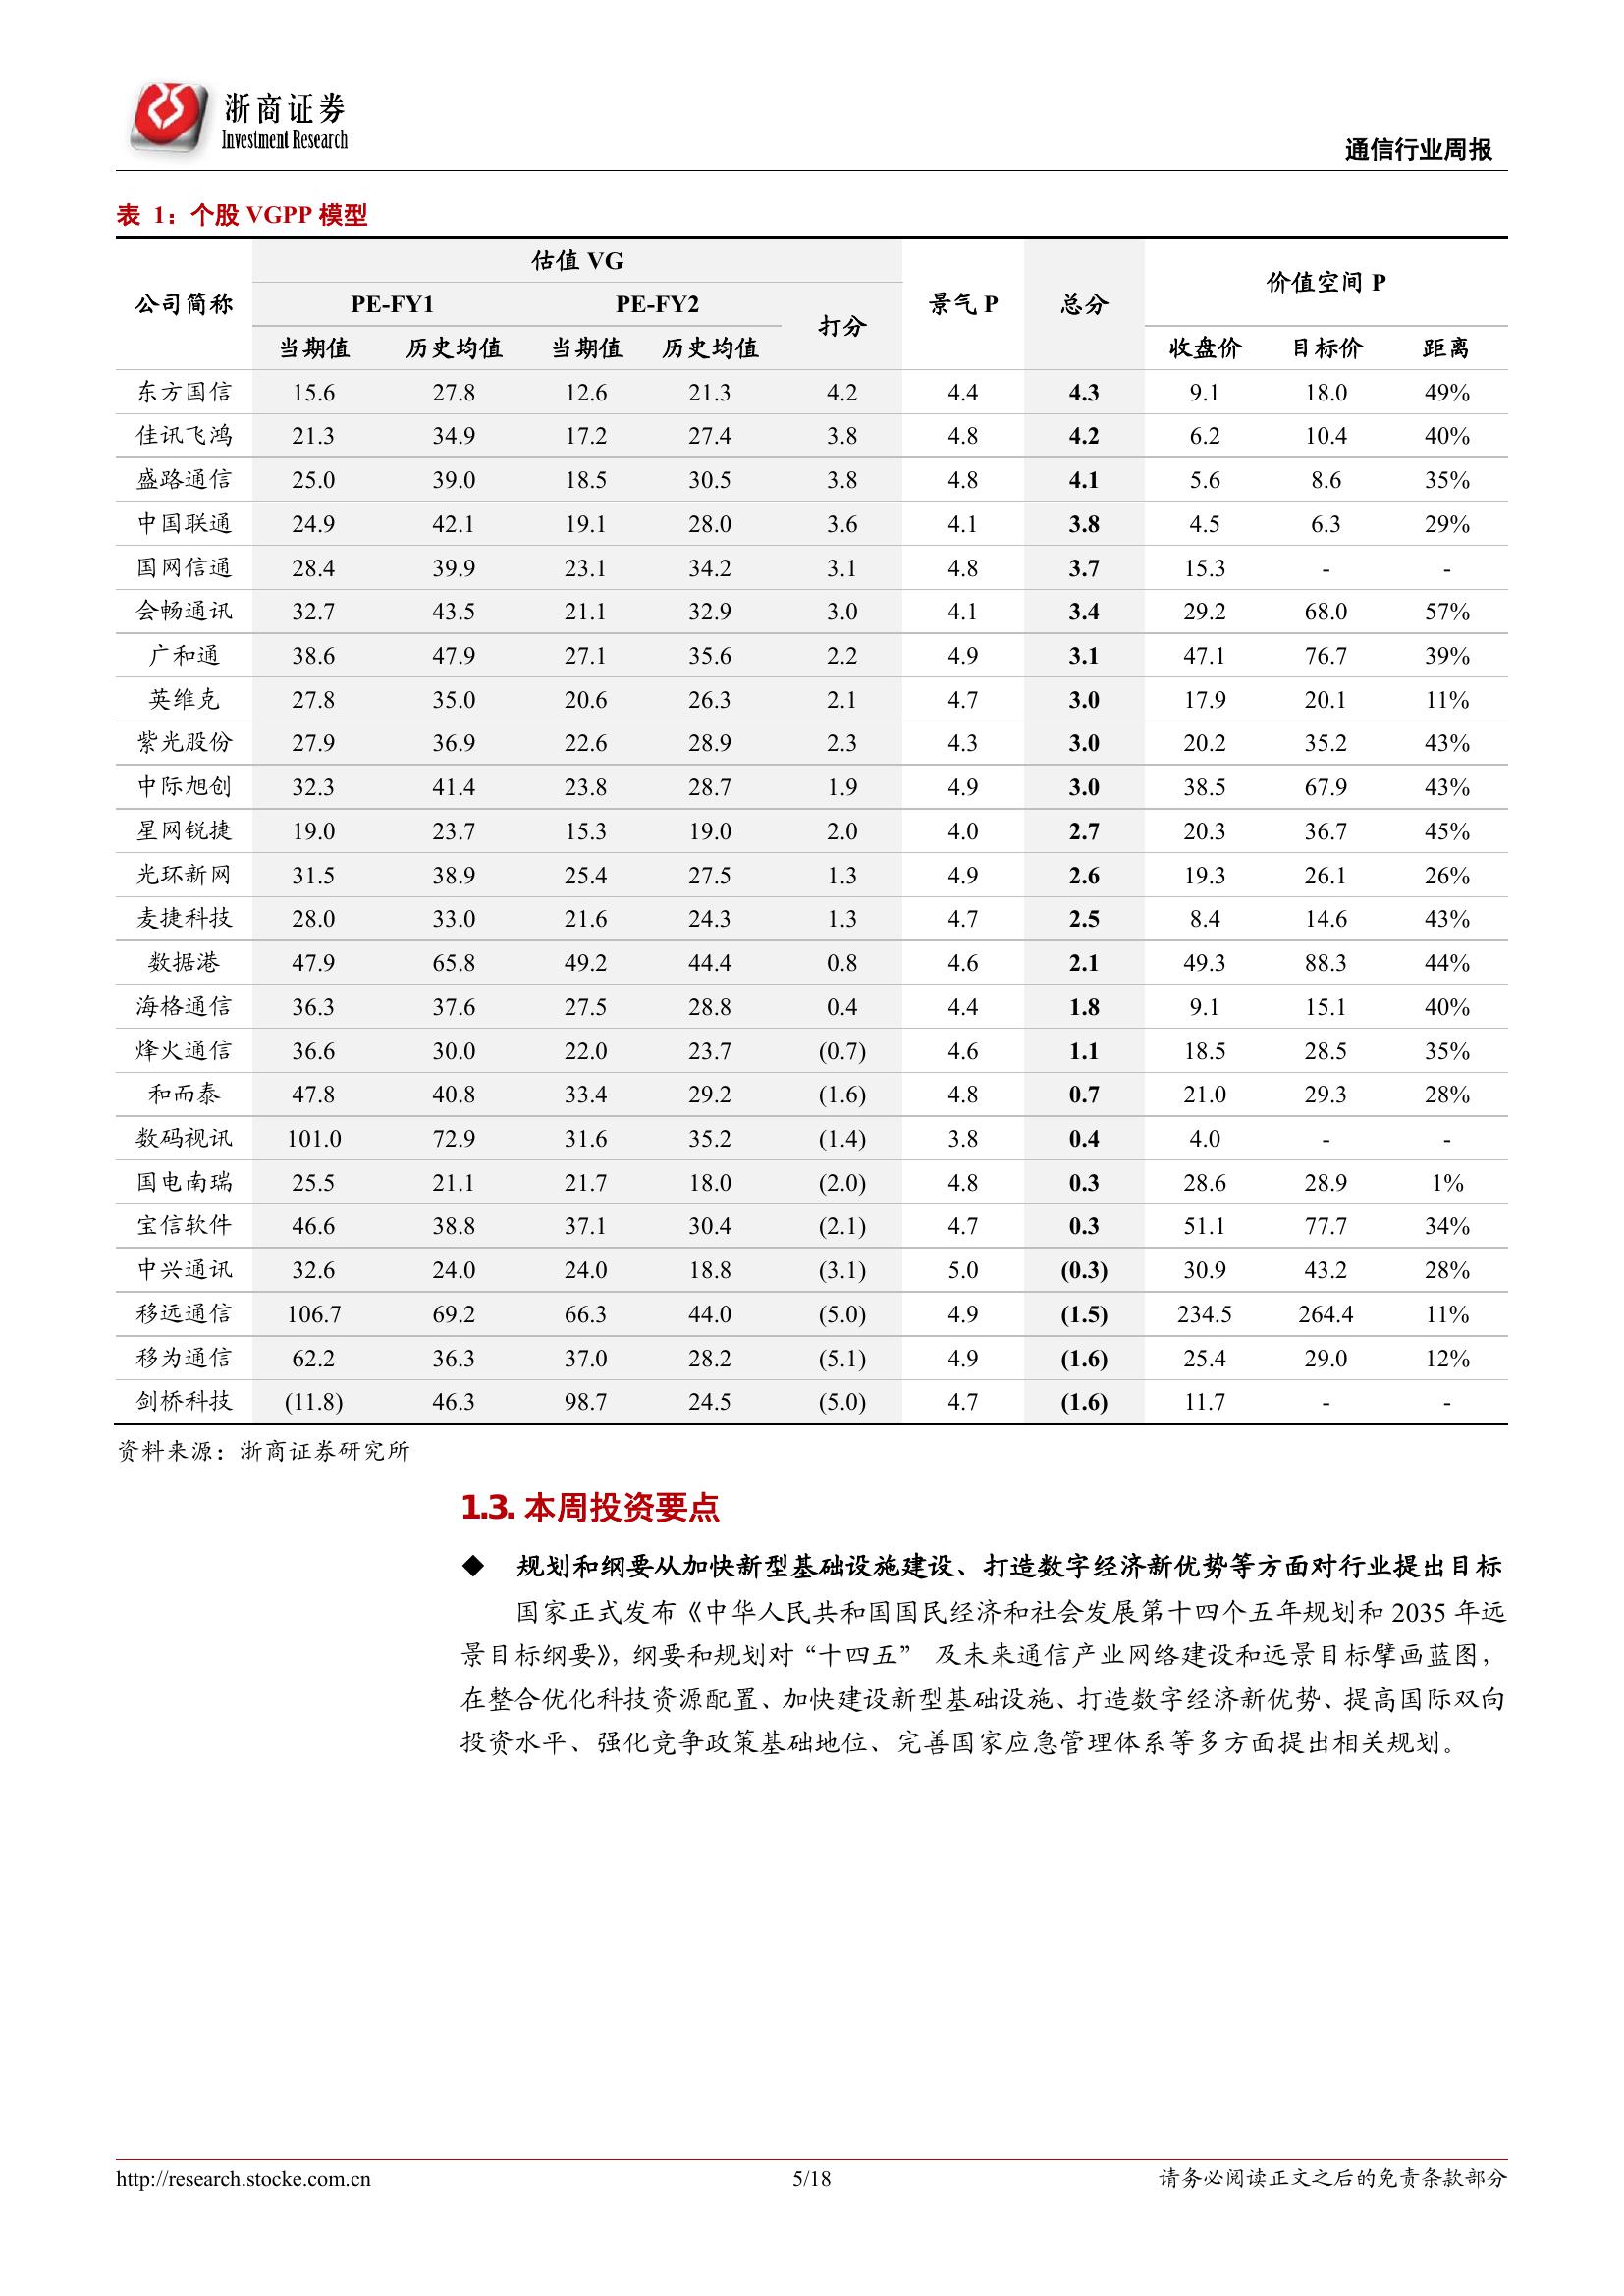 浙商证券
Investment Research
通信行业周报
表 1：个股 VGPP 模型
公司简称 估值 VG 景气 P 总分 价值空间 P
PE-FY1 PE-FY2 打分
当期值 历史均值 当期值 历史均值 收盘价 目标价 距离
东方国信 15.6 27.8 12.6 21.3 4.2 4.4 4.3 9.1 18.0 49%
佳讯飞鸿 21.3 34.9 17.2 27.4 3.8 4.8 4.2 6.2 10.4 40%
盛路通信 25.0 39.0 18.5 30.5 3.8 4.8 4.1 5.6 8.6 35%
中国联通 24.9 42.1 19.1 28.0 3.6 4.1 3.8 4.5 6.3 29%
国网信通 28.4 39.9 23.1 34.2 3.1 4.8 3.7 15.3 - -
会畅通讯 32.7 43.5 21.1 32.9 3.0 4.1 3.4 29.2 68.0 57%
广和通 38.6 47.9 27.1 35.6 2.2 4.9 3.1 47.1 76.7 39%
英维克 27.8 35.0 20.6 26.3 2.1 4.7 3.0 17.9 20.1 11%
紫光股份 27.9 36.9 22.6 28.9 2.3 4.3 3.0 20.2 35.2 43%
中际旭创 32.3 41.4 23.8 28.7 1.9 4.9 3.0 38.5 67.9 43%
星网锐捷 19.0 23.7 15.3 19.0 2.0 4.0 2.7 20.3 36.7 45%
光环新网 31.5 38.9 25.4 27.5 1.3 4.9 2.6 19.3 26.1 26%
麦捷科技 28.0 33.0 21.6 24.3 1.3 4.7 2.5 8.4 14.6 43%
数据港 47.9 65.8 49.2 44.4 0.8 4.6 2.1 49.3 88.3 44%
海格通信 36.3 37.6 27.5 28.8 0.4 4.4 1.8 9.1 15.1 40%
烽火通信 36.6 30.0 22.0 23.7 (0.7) 4.6 1.1 18.5 28.5 35%
和而泰 47.8 40.8 33.4 29.2 (1.6) 4.8 0.7 21.0 29.3 28%
数码视讯 101.0 72.9 31.6 35.2 (1.4) 3.8 0.4 4.0 - -
国电南瑞 25.5 21.1 21.7 18.0 (2.0) 4.8 0.3 28.6 28.9 1%
宝信软件 46.6 38.8 37.1 30.4 (2.1) 4.7 0.3 51.1 77.7 34%
中兴通讯 32.6 24.0 24.0 18.8 (3.1) 5.0 (0.3) 30.9 43.2 28%
移远通信 106.7 69.2 66.3 44.0 (5.0) 4.9 (1.5) 234.5 264.4 11%
移为通信 62.2 36.3 37.0 28.2 (5.1) 4.9 (1.6) 25.4 29.0 12%
剑桥科技 (11.8) 46.3 98.7 24.5 (5.0) 4.7 (1.6) 11.7 - -
资料来源：浙商证券研究所
1.3. 本周投资要点
◆ 规划和纲要从加快新型基础设施建设、打造数字经济新优势等方面对行业提出目标
国家正式发布《中华人民共和国国民经济和社会发展第十四个五年规划和 2035 年远
景目标纲要》，纲要和规划对“十四五” 及未来通信产业网络建设和远景目标擘画蓝图，
在整合优化科技资源配置、加快建设新型基础设施、打造数字经济新优势、提高国际双向
投资水平、强化竞争政策基础地位、完善国家应急管理体系等多方面提出相关规划。
http://research.stocke.com.cn 5/18 请务必阅读正文之后的免责条款部分